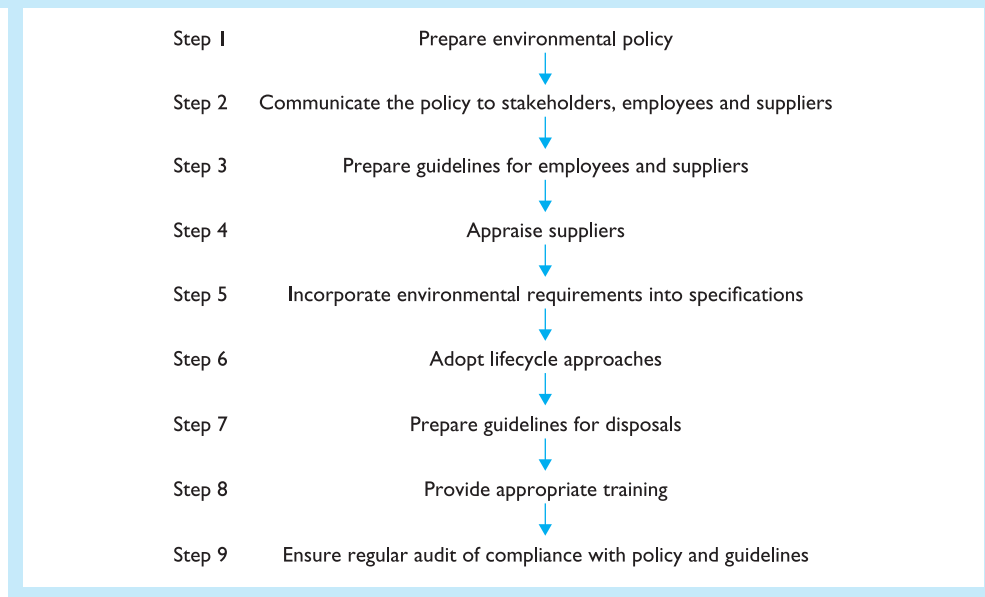 Step 1 Prepare environmental policy
Step 2 Communicate the policy to stakeholders, employees and suppliers
Step 3 Prepare guidelines for employees and suppliers
Step 4 Appraise suppliers
Step 5 Incorporate environmental requirements into specifications
Step 6 Adopt lifecycle approaches
Step 7 Prepare guidelines for disposals
Step 8 Provide appropriate training
Step 9 Ensure regular audit of compliance with policy and guidelines